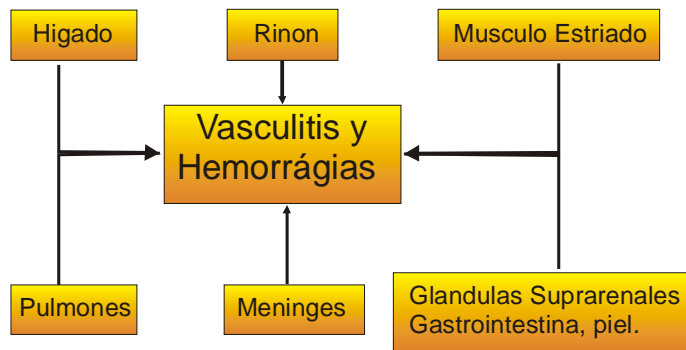 Higado
Rinon
Musculo Estriado
Vasculitis y
Hemorrágias
Pulmones
Meninges
Glandulas Suprarenales
Gastrointestina, piel.